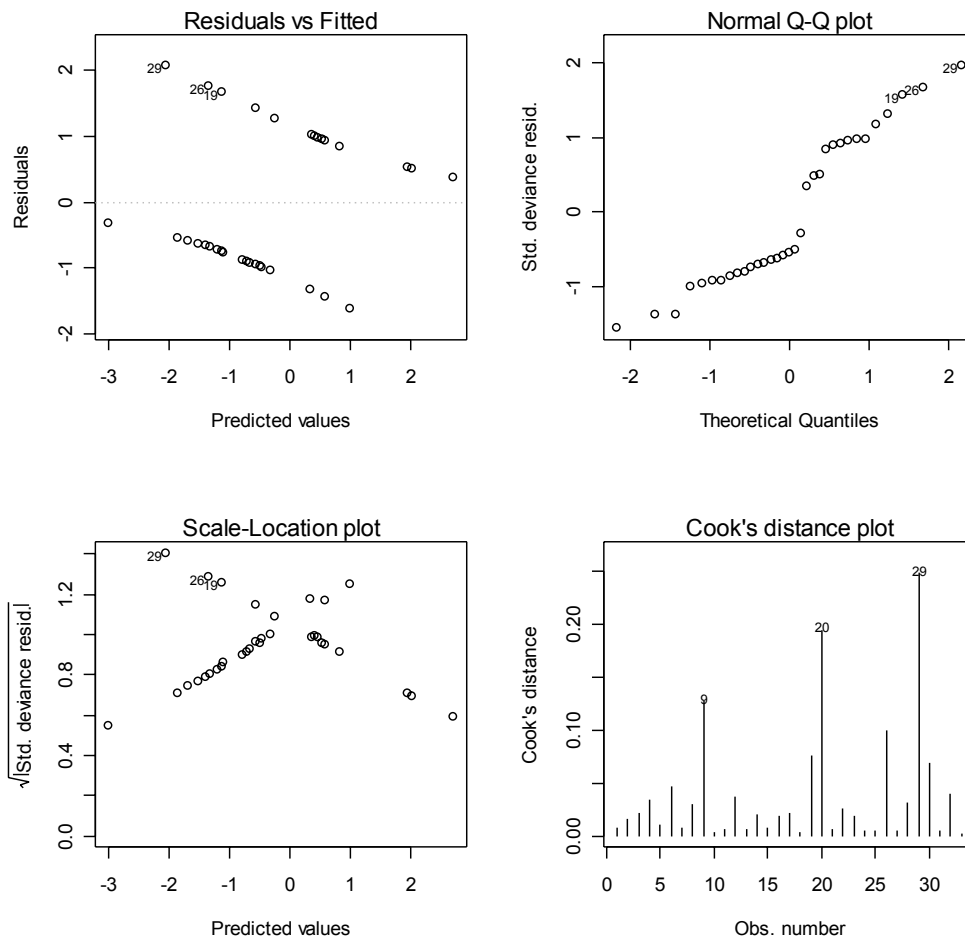 Residuals vs Fitted
Residuals
2
1
0
-1
-2
29
26
19
-3 -2 -1 0 1 2
Predicted values
Normal Q-Q plot
Std. deviance resid.
2
1
0
-1
29
26
19
-2 -1 0 1 2
Theoretical Quantiles
Scale-Location plot
√|Std. deviance resid.|
1.2
0.8
0.4
0.0
29
26
19
-3 -2 -1 0 1 2
Predicted values
Cook's distance plot
Cook's distance
0.20
0.10
0.00
29
20
9
0 5 10 15 20 25 30
Obs. number